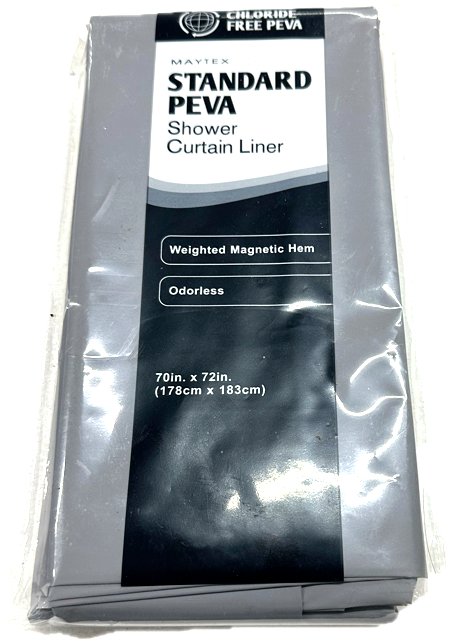 CHLORIDE
FREE PEVA
MAYTEX
STANDARD
PEVA
Shower
Curtain Liner
Weighted Magnetic Hem
Odorless
70in. x 72in.
(178cm x 183cm)